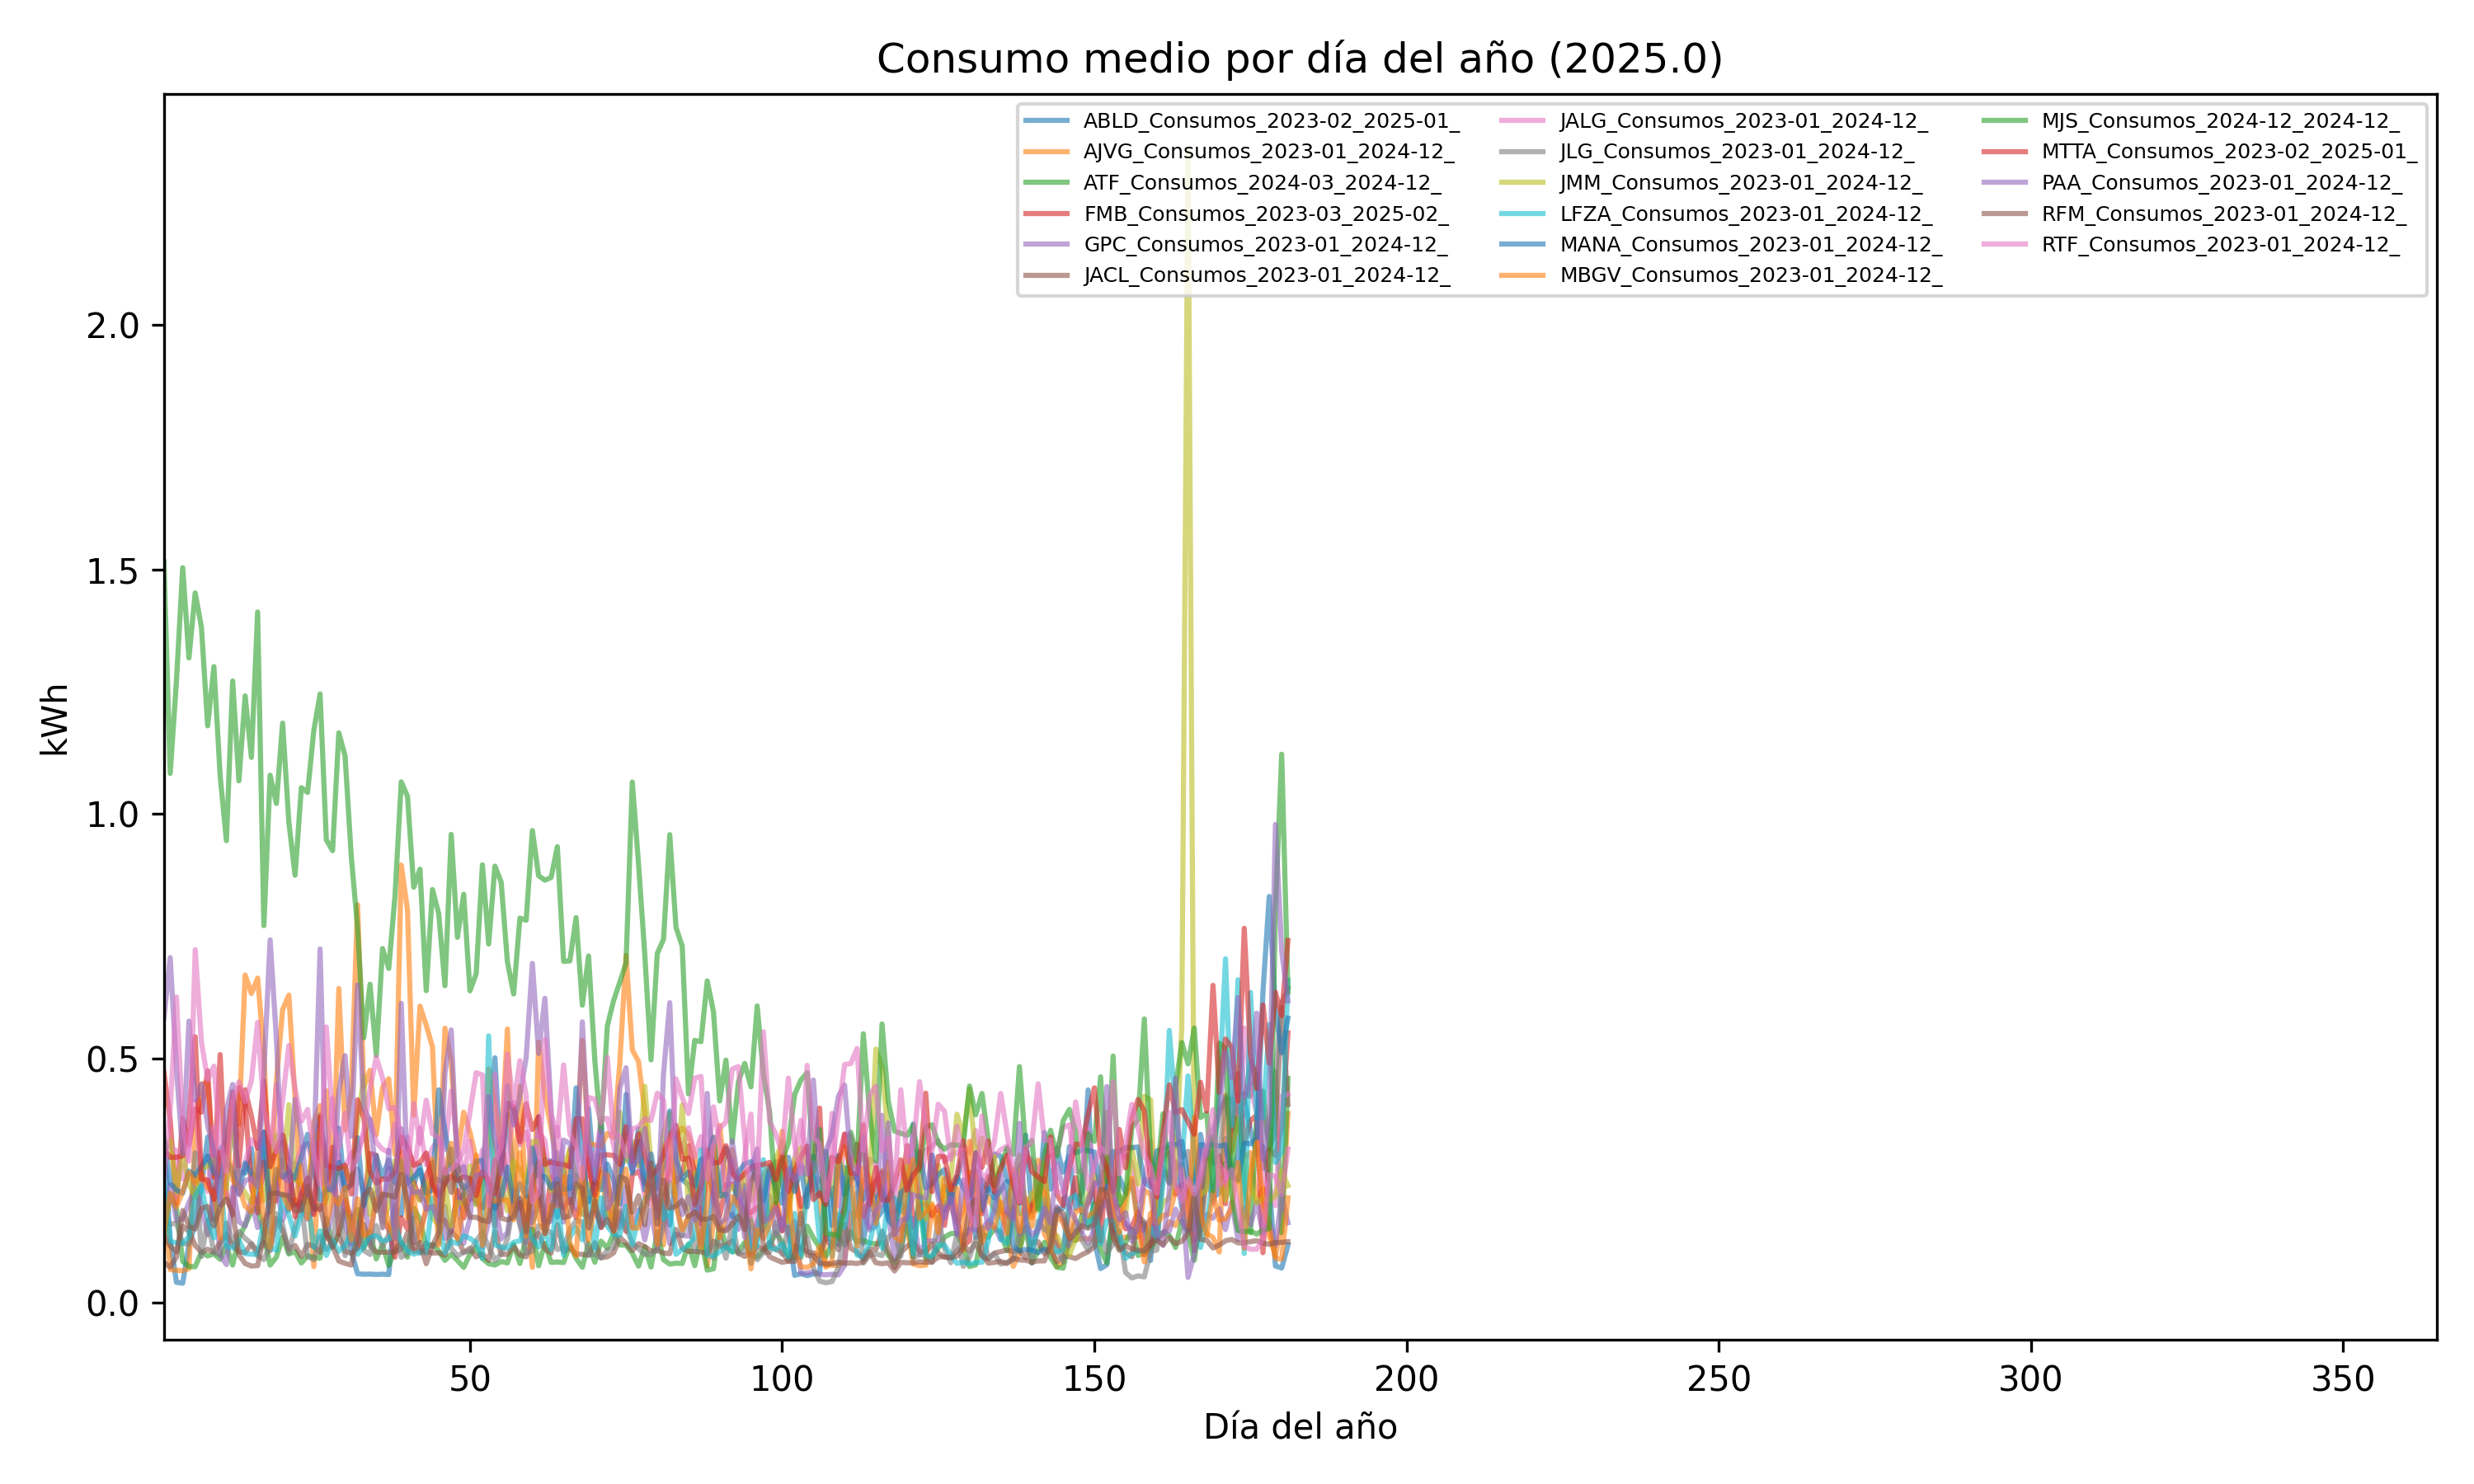 Consumo medio por día del año (2025.0)
ABLD_Consumos_2023-02_2025-01_
AJVG_Consumos_2023-01_2024-12_
ATF_Consumos_2024-03_2024-12_
FMB_Consumos_2023-03_2025-02_
GPC_Consumos_2023-01_2024-12_
JACL_Consumos_2023-01_2024-12_
JALG_Consumos_2023-01_2024-12_
JLG_Consumos_2023-01_2024-12_
JMM_Consumos_2023-01_2024-12_
LFZA_Consumos_2023-01_2024-12_
MANA_Consumos_2023-01_2024-12_
MBGV_Consumos_2023-01_2024-12_
MJS_Consumos_2024-12_2024-12_
MTTA_Consumos_2023-02_2025-01_
PAA_Consumos_2023-01_2024-12_
RFM_Consumos_2023-01_2024-12_
RTF_Consumos_2023-01_2024-12_
kWh
2.0
1.5
1.0
0.5
0.0
50 100 150 200 250 300 350
Día del año